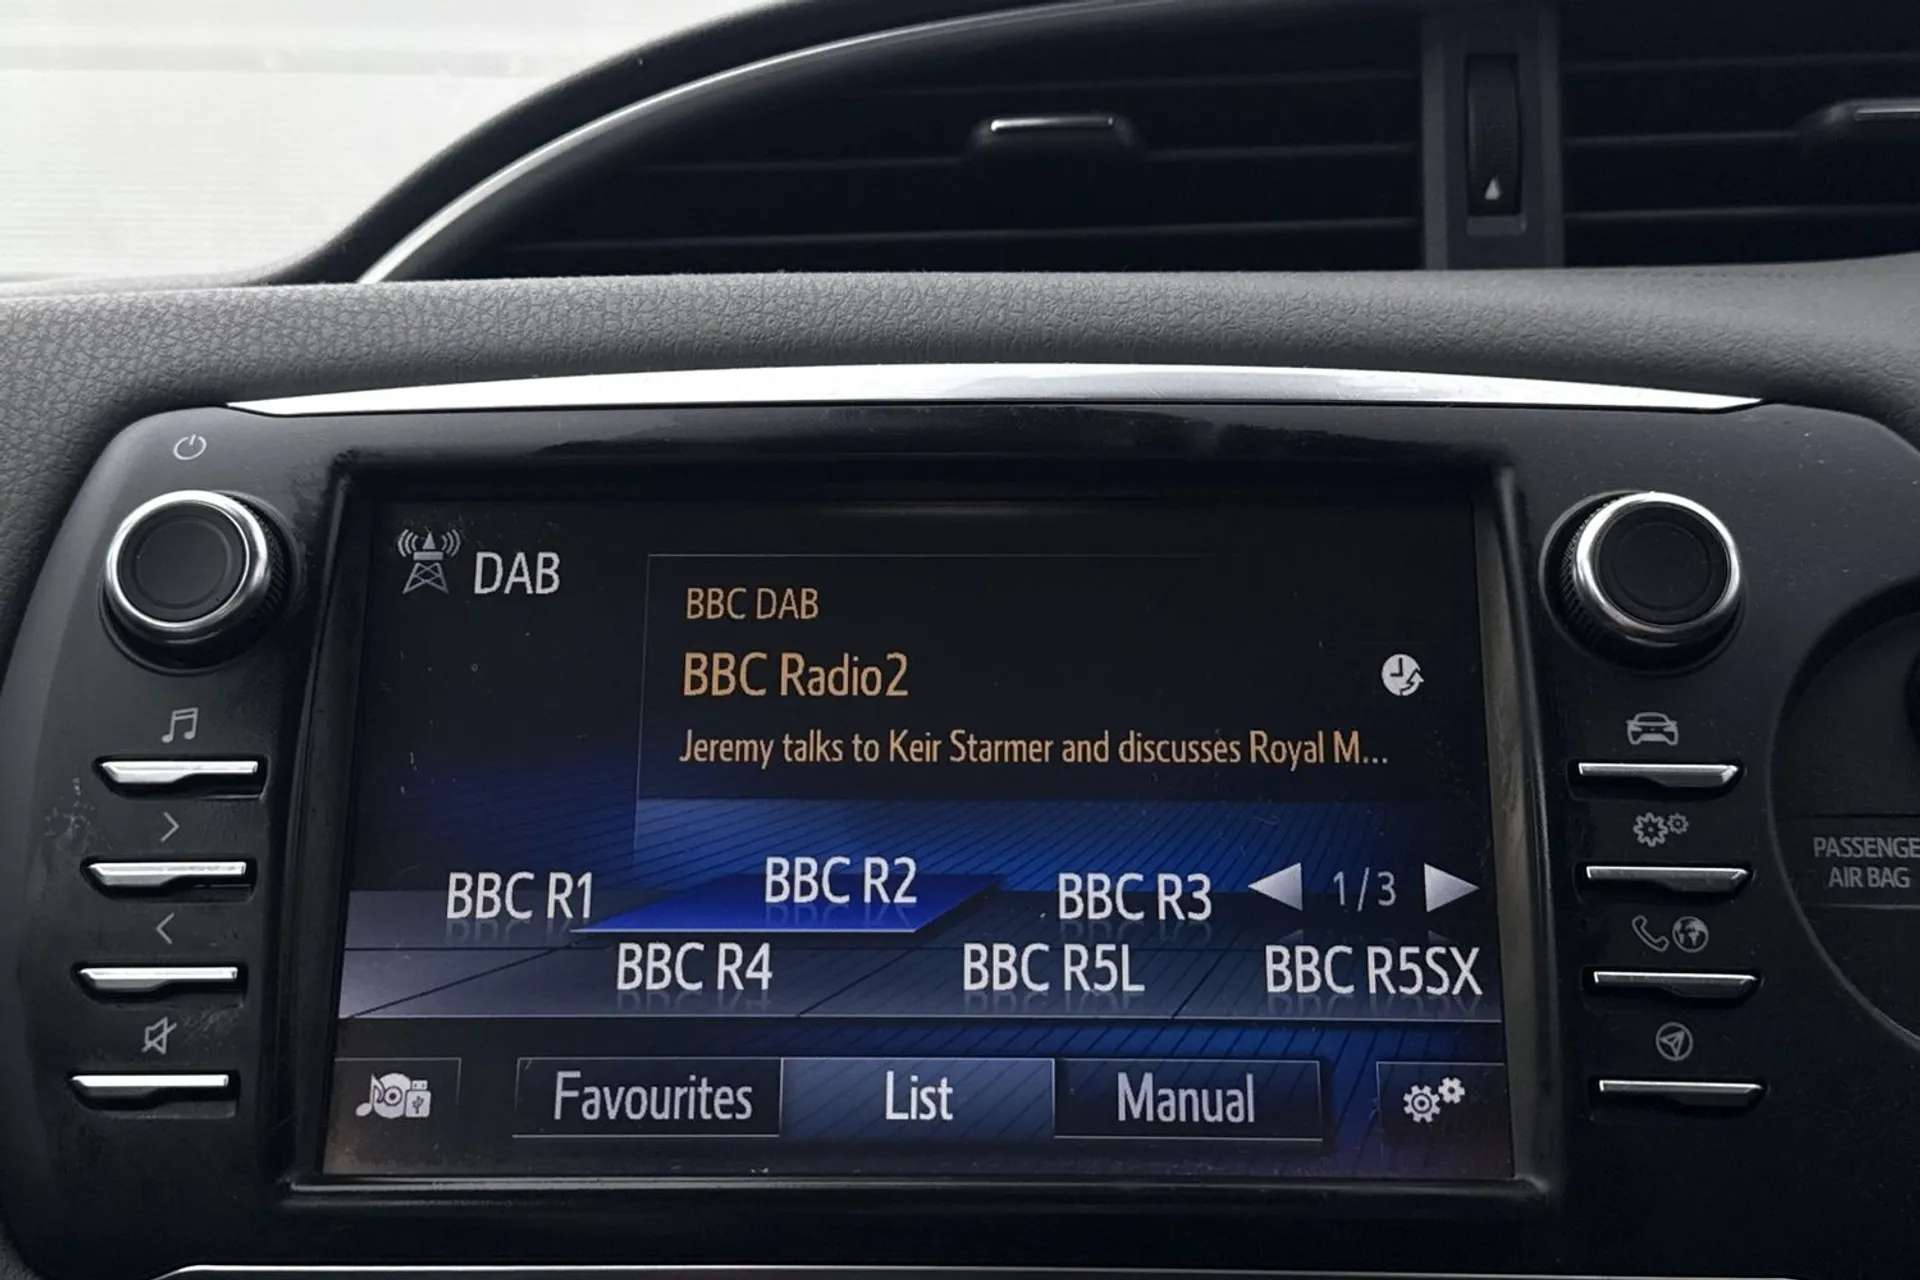 DAB
BBC DAB
BBC Radio2
Jeremy talks to Keir Starmer and discusses Royal M...
BBC R1 BBC R2 BBC R3 1/3
BBC R4 BBC R5L BBC R5SX
Favourites List Manual
PASSENGE
AIR BAG